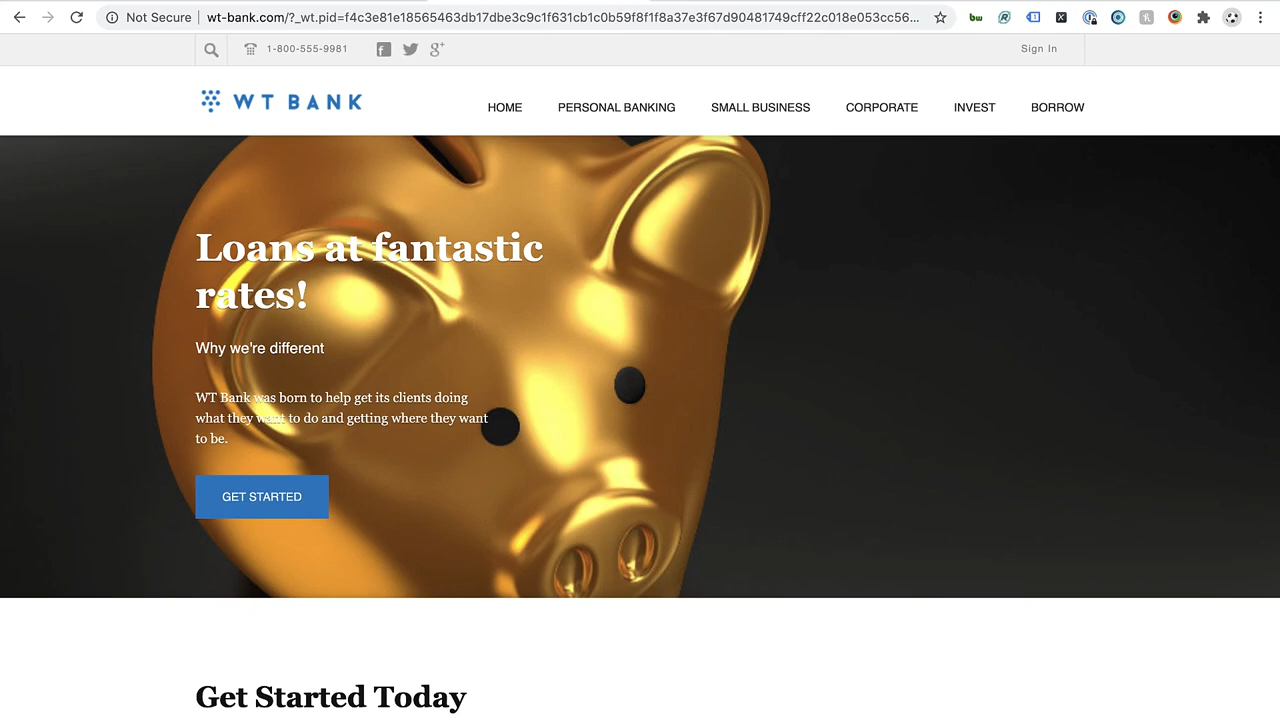 Not Secure
wt-bank.com/?_wt.pid=f4c3e81e18565463db17dbe3c9c1f631cb1c0b59f8f1f8a37e3f67d90481749cff22c018e053cc56...
1-800-555-9981
Sign In
WT BANK
HOME PERSONAL BANKING SMALL BUSINESS CORPORATE INVEST BORROW
Loans at fantastic
rates!
Why we're different
WT Bank was born to help get its clients doing
what they want to do and getting where they want
to be.
GET STARTED
Get Started Today